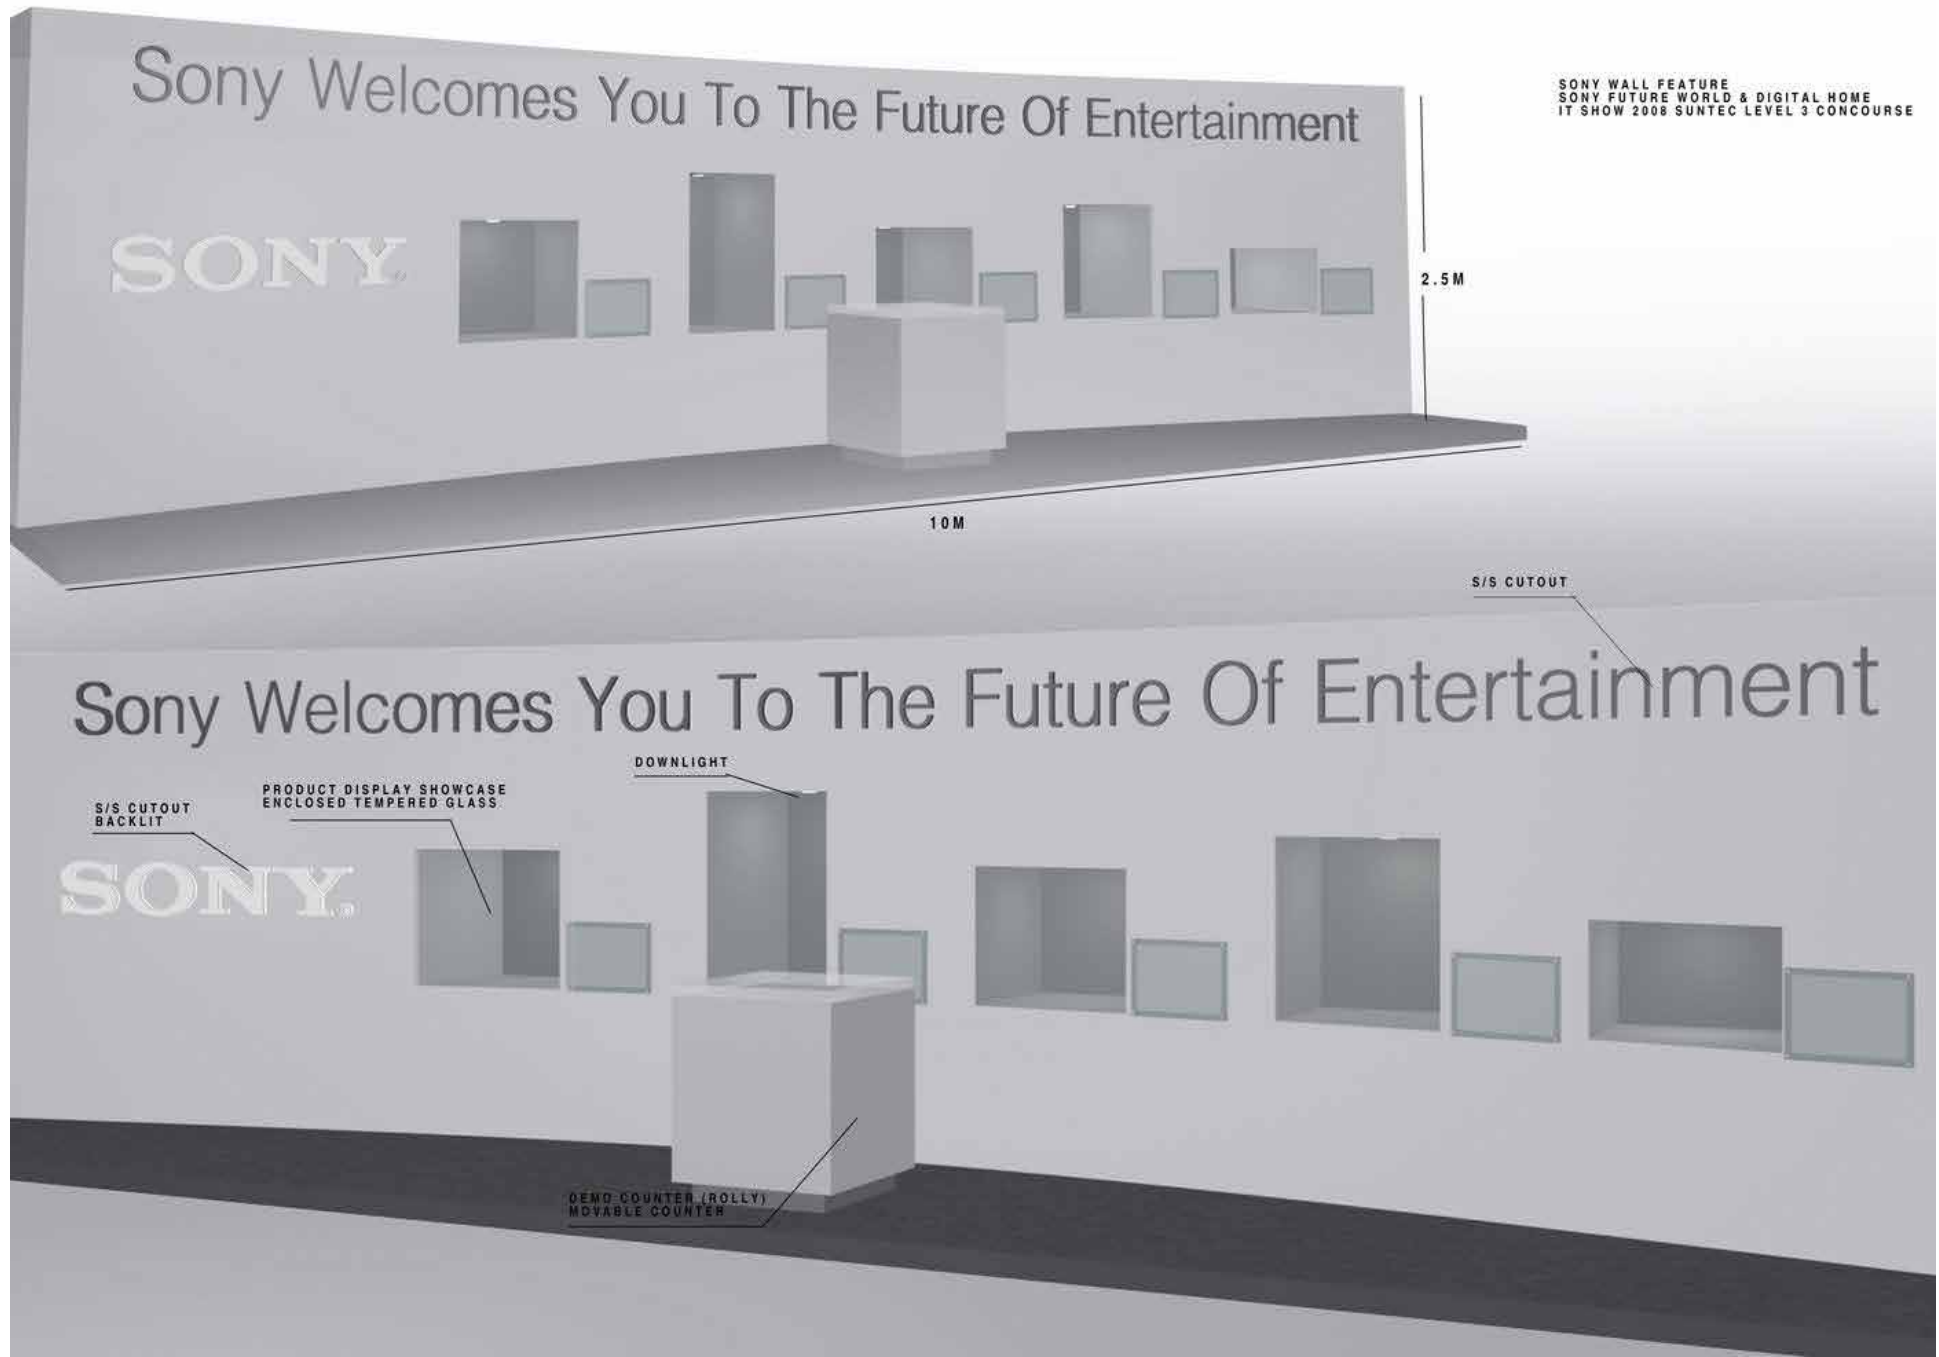 Sony Welcomes You To The Future Of Entertainment
SONY WALL FEATURE
SONY FUTURE WORLD & DIGITAL HOME
IT SHOW 2008 SUNTEC LEVEL 3 CONCOURSE
SONY
2.5M
10M
S/S CUTOUT
Sony Welcomes You To The Future Of Entertainment
DOWNLIGHT
PRODUCT DISPLAY SHOWCASE
ENCLOSED TEMPERED GLASS
S/S CUTOUT
BACKLIT
SONY
DEMO COUNTER (ROLLY)
MOVABLE COUNTER